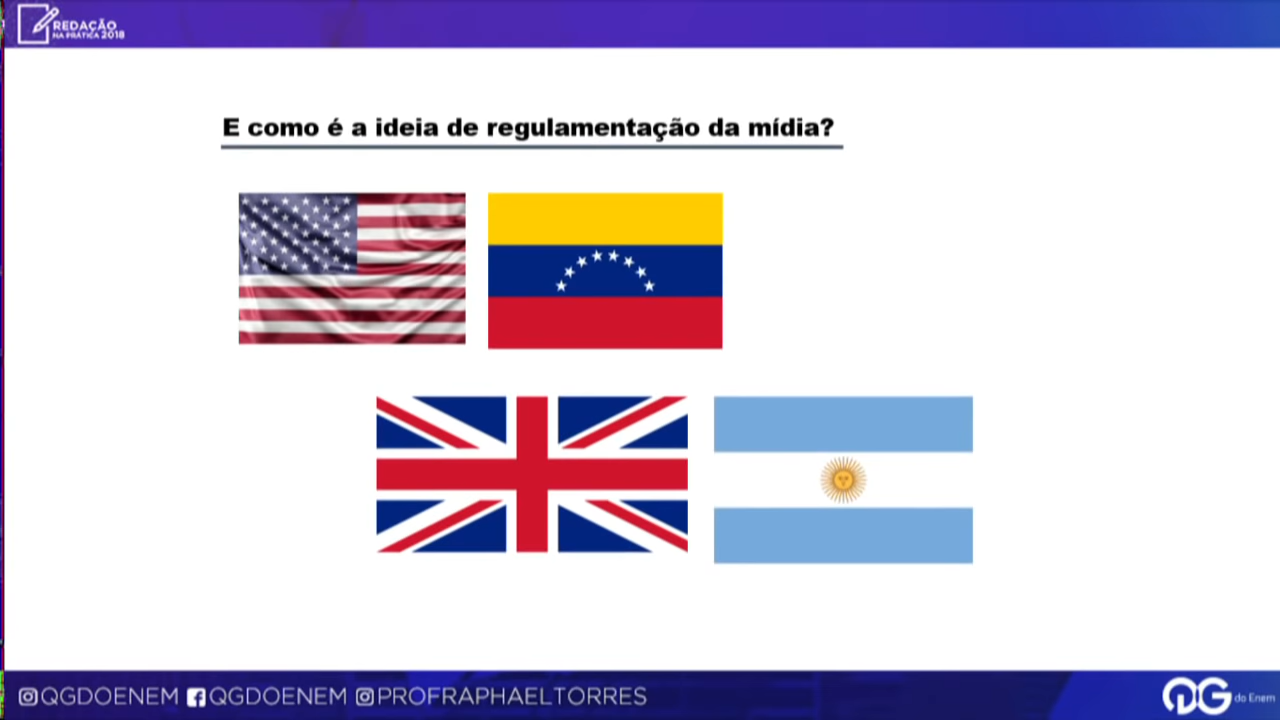 REDAÇÃO
NA PRÁTICA 2018
E como é a ideia de regulamentação da mídia?
QGDOENEM QGDOENEM PROFRAPHAELTORRES
QG do Enem